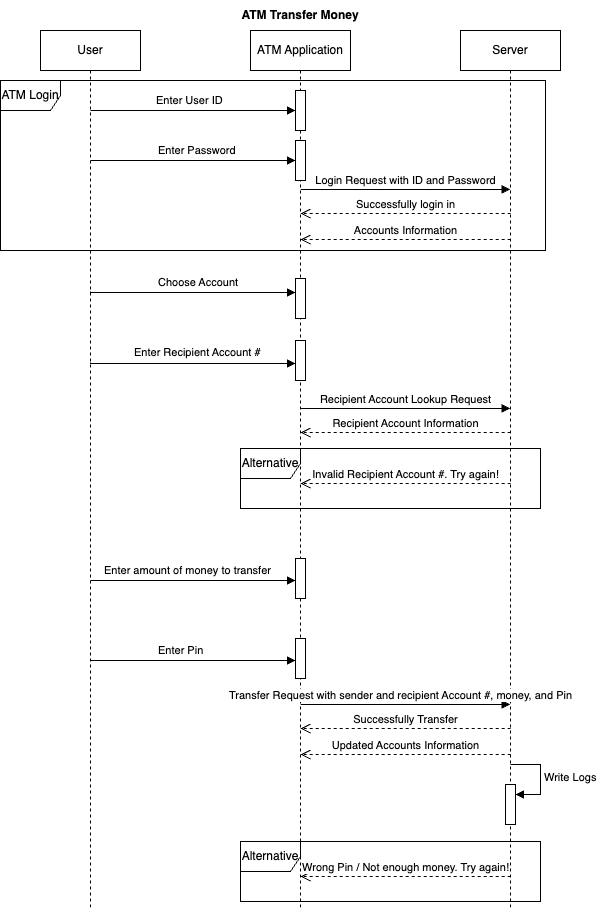 ATM Transfer Money
User
ATM Application
Server
ATM Login
Enter User ID
Enter Password
Login Request with ID and Password
Successfully login in
Accounts Information
Choose Account
Enter Recipient Account #
Recipient Account Lookup Request
Recipient Account Information
Alternative
Invalid Recipient Account #. Try again!
Enter amount of money to transfer
Enter Pin
Transfer Request with sender and recipient Account #, money, and Pin
Successfully Transfer
Updated Accounts Information
Write Logs
Alternative
Wrong Pin / Not enough money. Try again!